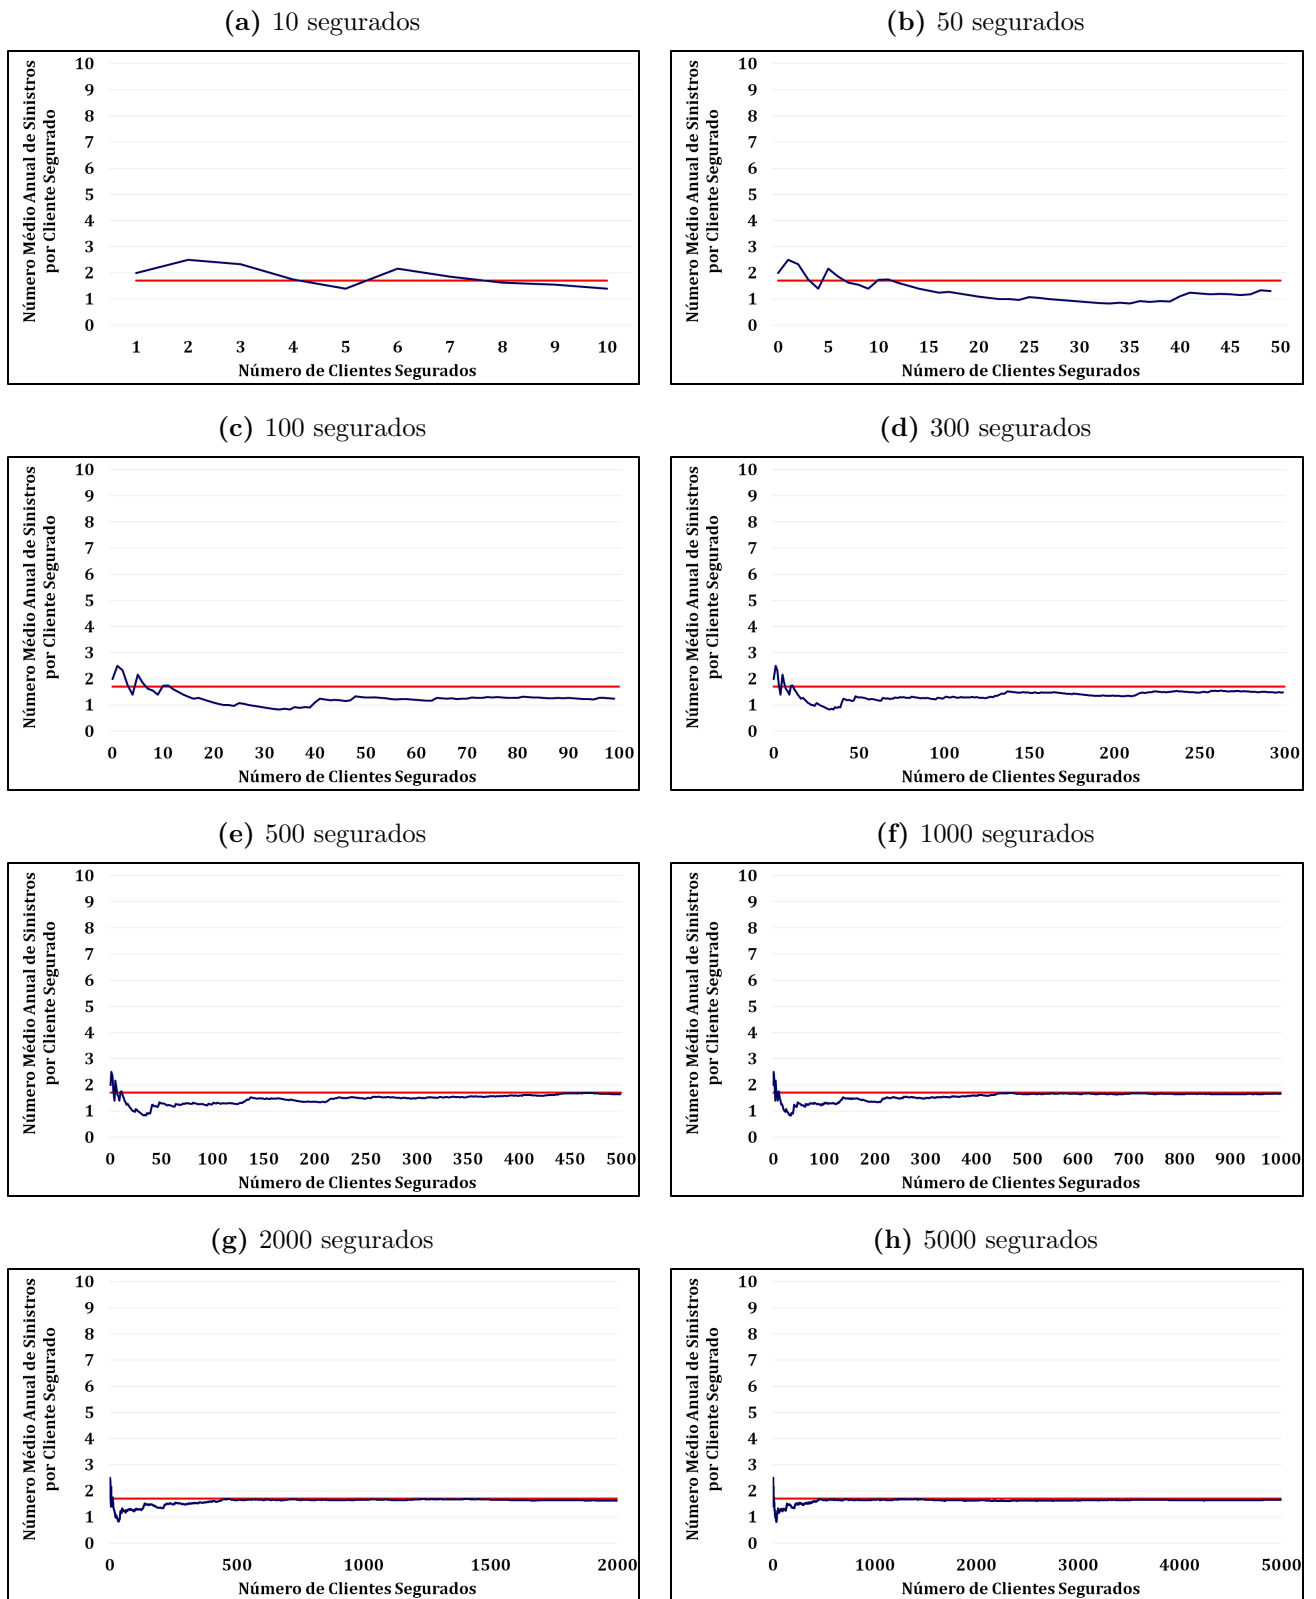 (a) 10 segurados
Número Médio Anual de Sinistros
por Cliente Segurado
10
9
8
7
6
5
4
3
2
1
0
1 2 3 4 5 6 7 8 9 10
Número de Clientes Segurados
(b) 50 segurados
Número Médio Anual de Sinistros
por Cliente Segurado
10
9
8
7
6
5
4
3
2
1
0
0 5 10 15 20 25 30 35 40 45 50
Número de Clientes Segurados
(c) 100 segurados
Número Médio Anual de Sinistros
por Cliente Segurado
10
9
8
7
6
5
4
3
2
1
0
0 10 20 30 40 50 60 70 80 90 100
Número de Clientes Segurados
(d) 300 segurados
Número Médio Anual de Sinistros
por Cliente Segurado
10
9
8
7
6
5
4
3
2
1
0
0 50 100 150 200 250 300
Número de Clientes Segurados
(e) 500 segurados
Número Médio Anual de Sinistros
por Cliente Segurado
10
9
8
7
6
5
4
3
2
1
0
0 50 100 150 200 250 300 350 400 450 500
Número de Clientes Segurados
(f) 1000 segurados
Número Médio Anual de Sinistros
por Cliente Segurado
10
9
8
7
6
5
4
3
2
1
0
0 100 200 300 400 500 600 700 800 900 1000
Número de Clientes Segurados
(g) 2000 segurados
Número Médio Anual de Sinistros
por Cliente Segurado
10
9
8
7
6
5
4
3
2
1
0
0 500 1000 1500 2000
Número de Clientes Segurados
(h) 5000 segurados
Número Médio Anual de Sinistros
por Cliente Segurado
10
9
8
7
6
5
4
3
2
1
0
0 1000 2000 3000 4000 5000
Número de Clientes Segurados